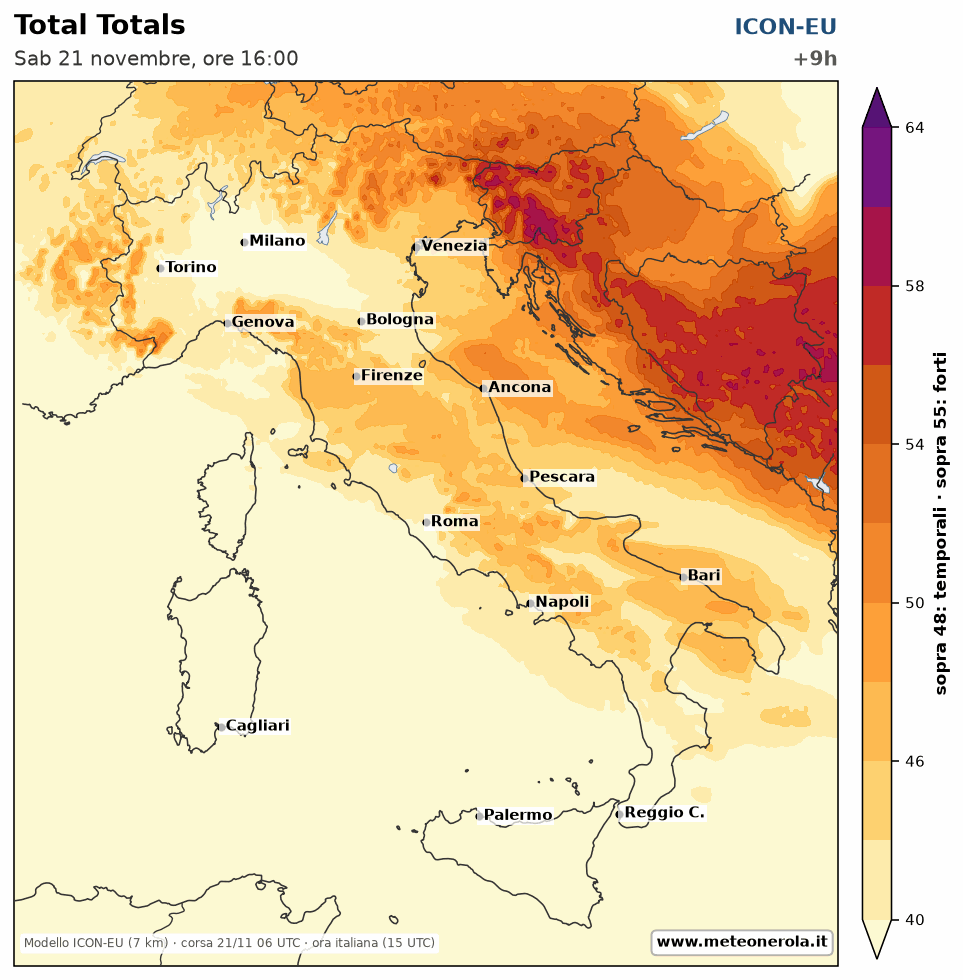 Total Totals
ICON-EU
Sab 21 novembre, ore 16:00
+9h
64
58
54
50
46
40
sopra 48: temporali · sopra 55: forti
Milano
Venezia
Torino
Genova
Bologna
Firenze
Ancona
Pescara
Roma
Bari
Napoli
Cagliari
Palermo
Reggio C.
Modello ICON-EU (7 km) · corsa 21/11 06 UTC · ora italiana (15 UTC)
www.meteonerola.it